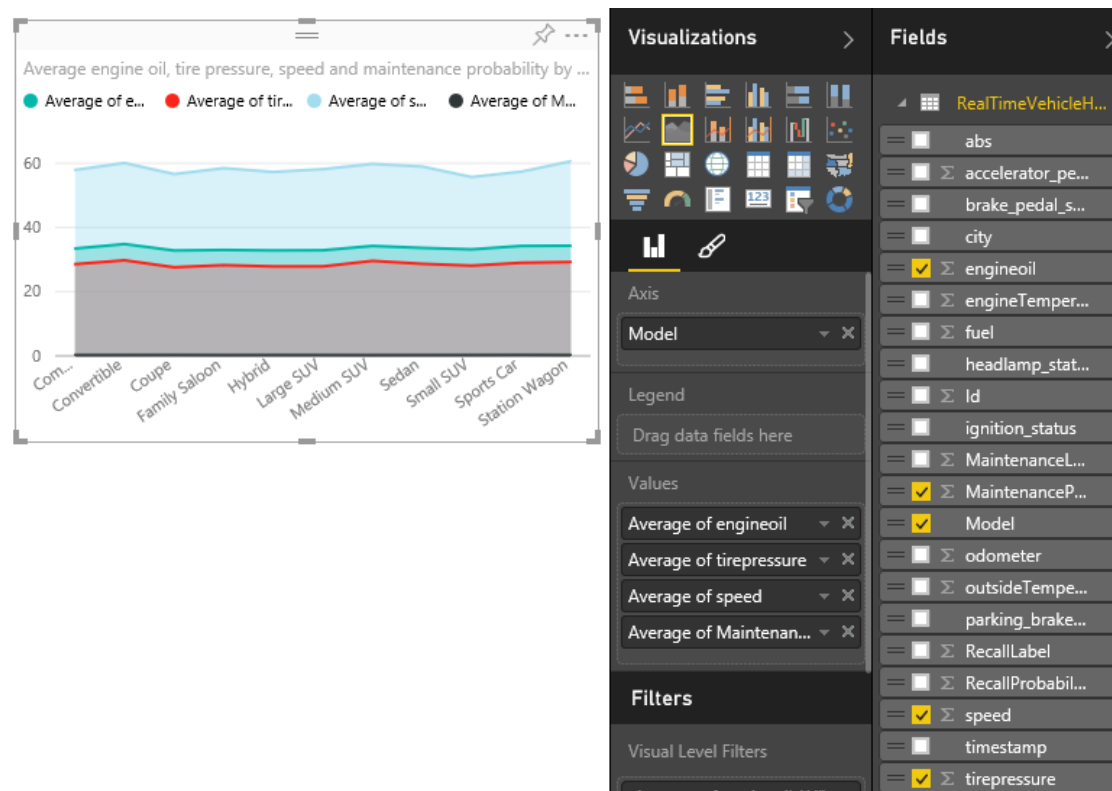 Average engine oil, tire pressure, speed and maintenance probability by ...
Average of e...
Average of tir...
Average of s...
Average of M...
60
40
20
0
Com...
Convertible
Coupe
Family Saloon
Hybrid
Large SUV
Medium SUV
Sedan
Small SUV
Sports Car
Station Wagon
Visualizations
123
Axis
Model
Legend
Drag data fields here
Values
Average of engineoil
Average of tirepressure
Average of speed
Average of Maintenan...
Filters
Visual Level Filters
Fields
RealTimeVehicleH...
abs
Σ accelerator_pe...
brake_pedal_s...
city
Σ engineoil
Σ engineTemper...
Σ fuel
headlamp_stat...
Σ Id
ignition_status
Σ MaintenanceL...
Σ MaintenanceP...
Model
Σ odometer
Σ outsideTempe...
parking_brake...
Σ RecallLabel
Σ RecallProbabil...
Σ speed
timestamp
Σ tirepressure